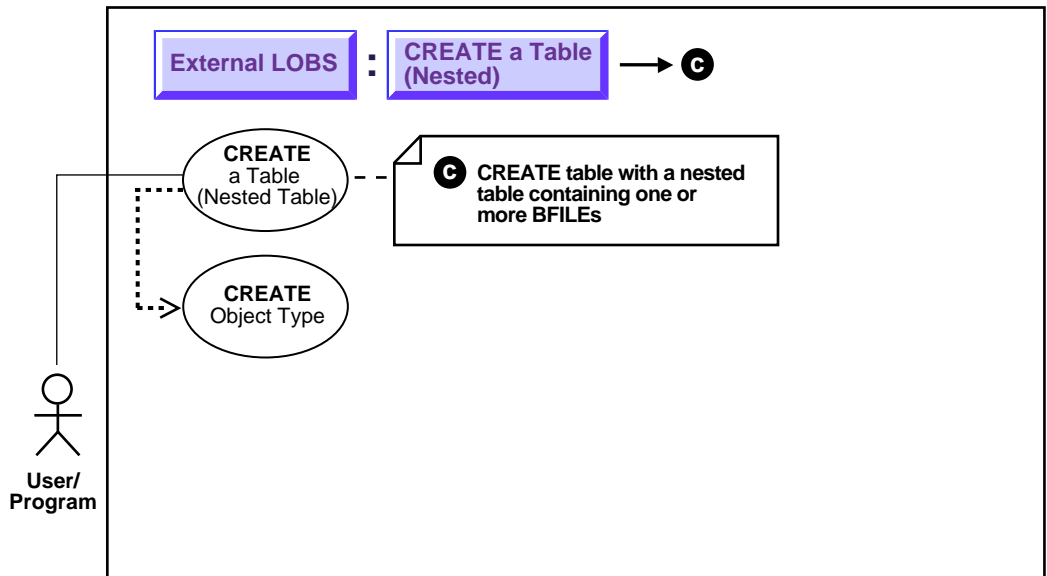 External LOBS : CREATE a Table
(Nested)
C
CREATE
a Table
(Nested Table)
C CREATE table with a nested
table containing one or
more BFILEs
CREATE
Object Type
User/
Program